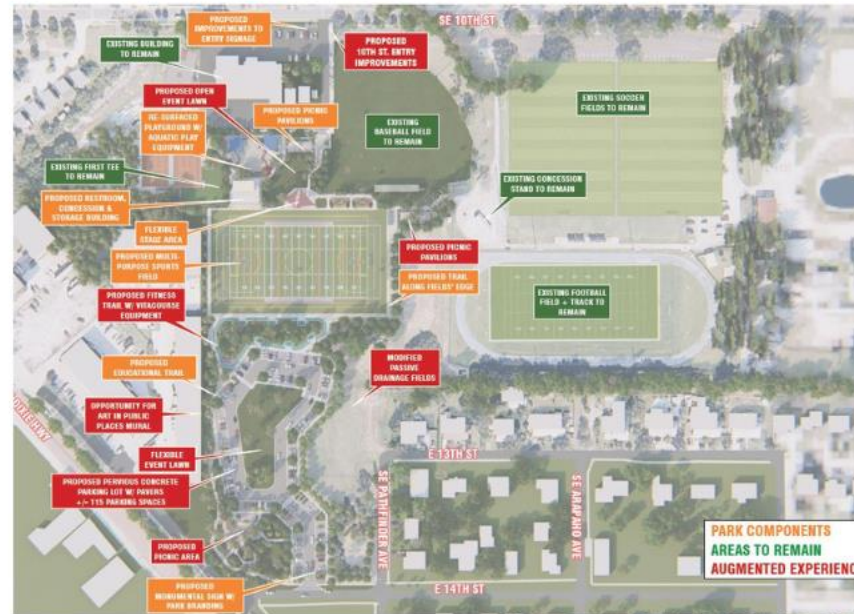 SE 10TH ST
PROPOSED
IMPROVEMENTS TO
ENTRY SIGNAGE
EXISTING BUILDING
TO REMAIN
PROPOSED
10TH ST. ENTRY
IMPROVEMENTS
PROPOSED OPEN
EVENT LAWN
PROPOSED PICNIC
PAVILIONS
RE-SURFACED
PLAYGROUND W/
AQUATIC PLAY
EQUIPMENT
EXISTING
BASEBALL FIELD
TO REMAIN
EXISTING SOCCER
FIELDS TO REMAIN
EXISTING FIRST TEE
TO REMAIN
EXISTING CONCESSION
STAND TO REMAIN
PROPOSED RESTROOM,
CONCESSION &
STORAGE BUILDING
FLEXIBLE
STAGE AREA
PROPOSED PICNIC
PAVILIONS
PROPOSED MULTI-
PURPOSE SPORTS
FIELD
PROPOSED TRAIL
ALONG FIELDS' EDGE
EXISTING FOOTBALL
FIELD + TRACK TO
REMAIN
PROPOSED FITNESS
TRAIL W/ VITACOURSE
EQUIPMENT
PROPOSED
EDUCATIONAL TRAIL
MODIFIED
PASSIVE
DRAINAGE FIELDS
OPPORTUNITY FOR
ART IN PUBLIC
PLACES MURAL
DIXIE HWY
FLEXIBLE
EVENT LAWN
E 13TH ST
PROPOSED PERVIOUS CONCRETE
PARKING LOT W/ PAVERS
+/- 115 PARKING SPACES
SE PATHFINDER AVE
SE ARAPAHO AVE
PROPOSED
PICNIC AREA
PROPOSED
MONUMENTAL SIGN W/
PARK BRANDING
E 14TH ST
PARK COMPONENTS
AREAS TO REMAIN
AUGMENTED EXPERIENC